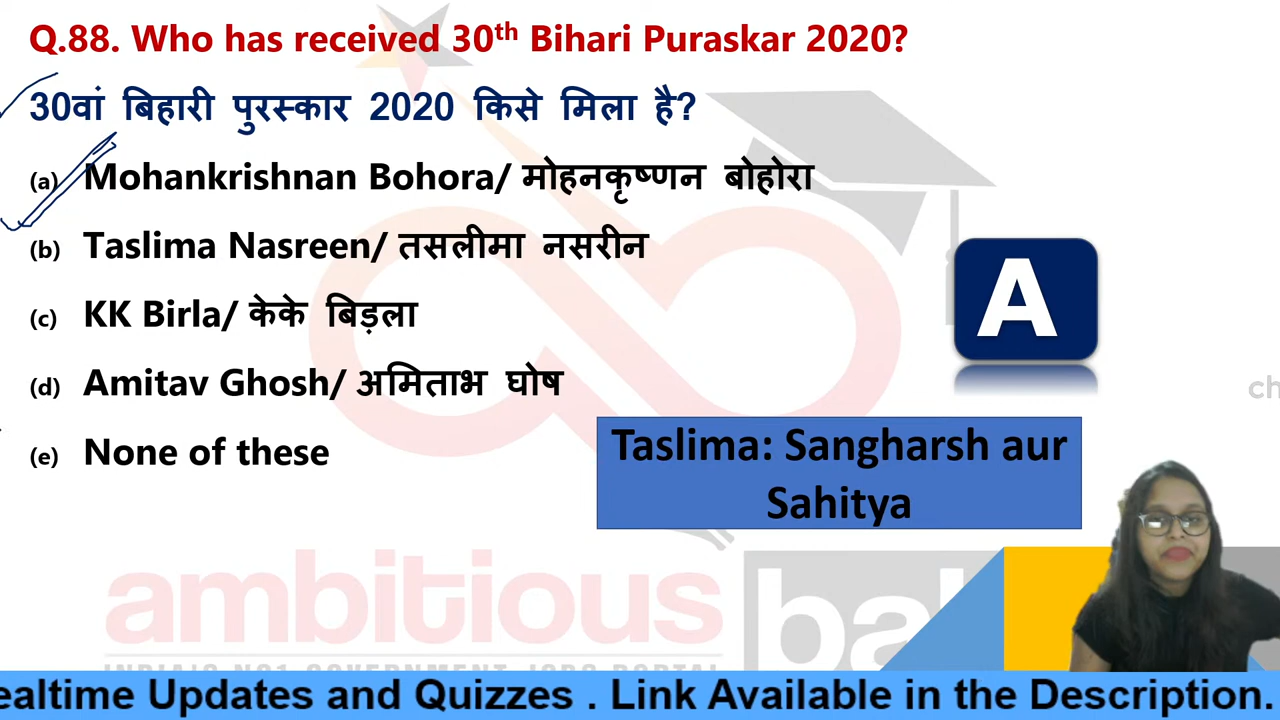 Q.88. Who has received 30th Bihari Puraskar 2020?
30वां बिहारी पुरस्कार 2020 किसे मिला है?
(a) Mohankrishnan Bohora/ मोहनकृष्णन बोहोरा
(b) Taslima Nasreen/ तसलीमा नसरीन
(c) KK Birla/ केके बिड़ला
(d) Amitav Ghosh/ अमिताभ घोष
(e) None of these
A
ch
Taslima: Sangharsh aur
Sahitya
ambitious ba
ealtime Updates and Quizzes . Link Available in the Description.